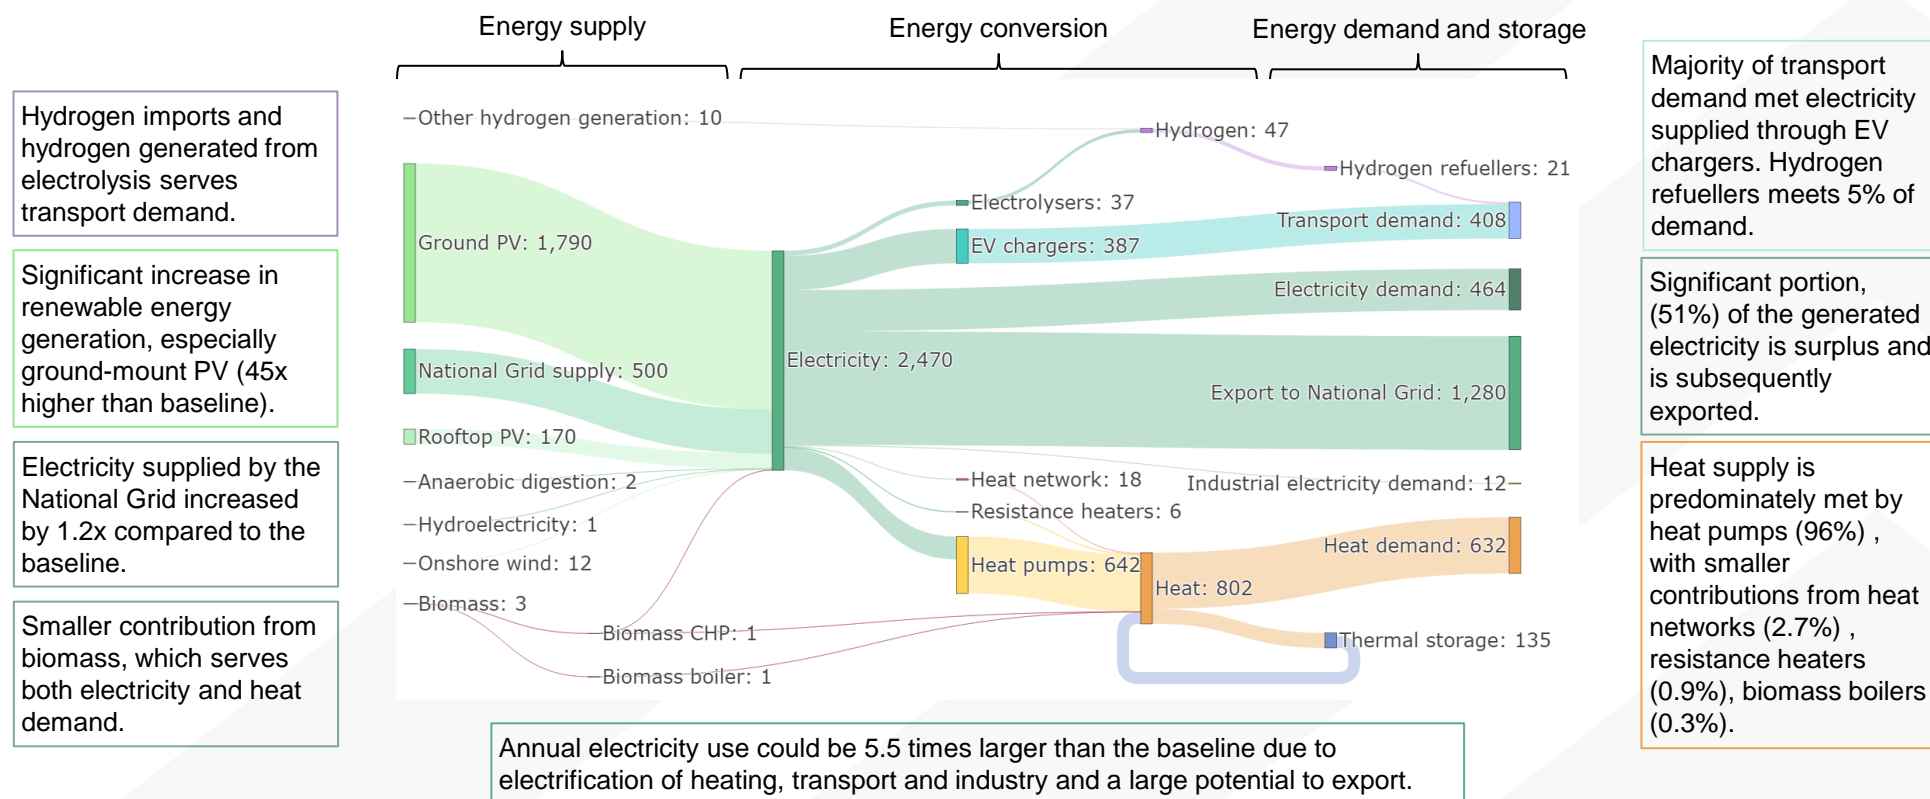 Energy supply
Energy conversion
Energy demand and storage
Hydrogen imports and
hydrogen generated from
electrolysis serves
transport demand.
Significant increase in
renewable energy
generation, especially
ground-mount PV (45x
higher than baseline).
Electricity supplied by the
National Grid increased
by 1.2x compared to the
baseline.
Smaller contribution from
biomass, which serves
both electricity and heat
demand.
Other hydrogen generation: 10
Ground PV: 1,790
National Grid supply: 500
Rooftop PV: 170
Anaerobic digestion: 2
Hydroelectricity: 1
Onshore wind: 12
Biomass: 3
Biomass CHP: 1
Biomass boiler: 1
Electricity: 2,470
Electrolysers: 37
EV chargers: 387
Heat network: 18
Resistance heaters: 6
Heat pumps: 642
Hydrogen: 47
Heat: 802
Hydrogen refuellers: 21
Transport demand: 408
Electricity demand: 464
Export to National Grid: 1,280
Industrial electricity demand: 12
Heat demand: 632
Thermal storage: 135
Majority of transport
demand met electricity
supplied through EV
chargers. Hydrogen
refuellers meets 5% of
demand.
Significant portion,
(51%) of the generated
electricity is surplus and
is subsequently
exported.
Heat supply is
predominately met by
heat pumps (96%) ,
with smaller
contributions from heat
networks (2.7%) ,
resistance heaters
(0.9%), biomass boilers
(0.3%).
Annual electricity use could be 5.5 times larger than the baseline due to
electrification of heating, transport and industry and a large potential to export.